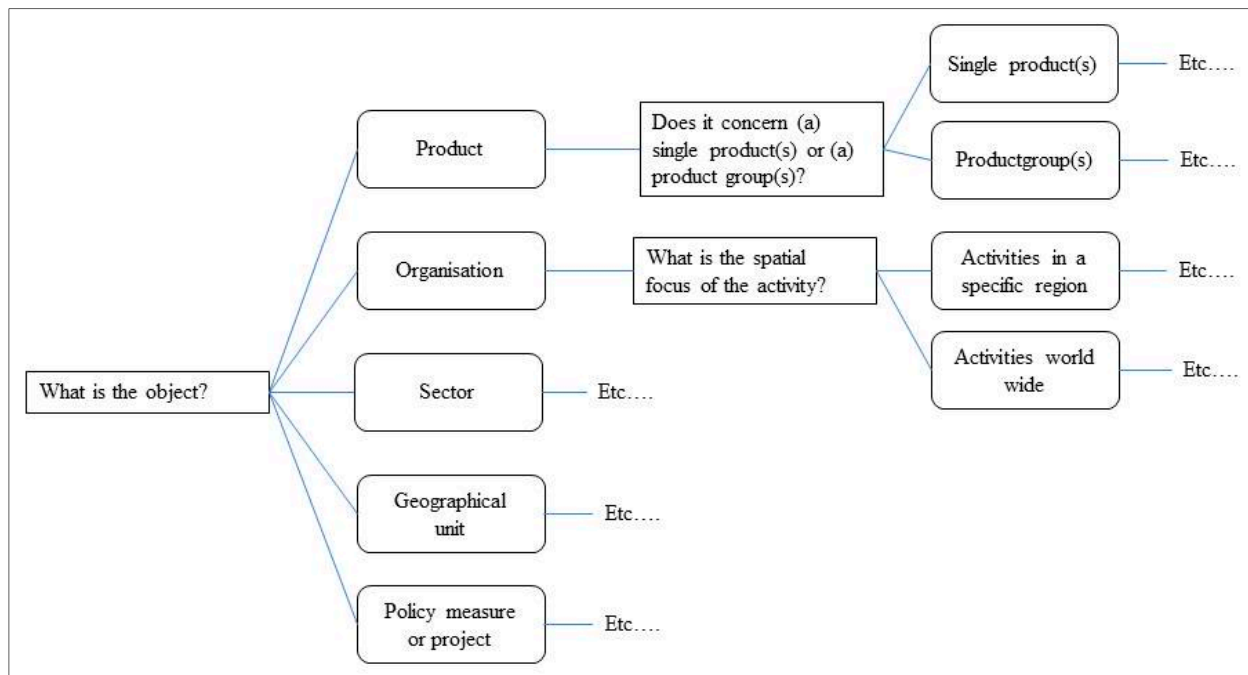 Single product(s)
Etc….
Product
Does it concern (a)
single product(s) or (a)
product group(s)?
Productgroup(s)
Etc….
Organisation
What is the spatial
focus of the activity?
Activities in a
specific region
Etc….
Activities world
wide
Etc….
What is the object?
Sector
Etc….
Geographical
unit
Etc….
Policy measure
or project
Etc….